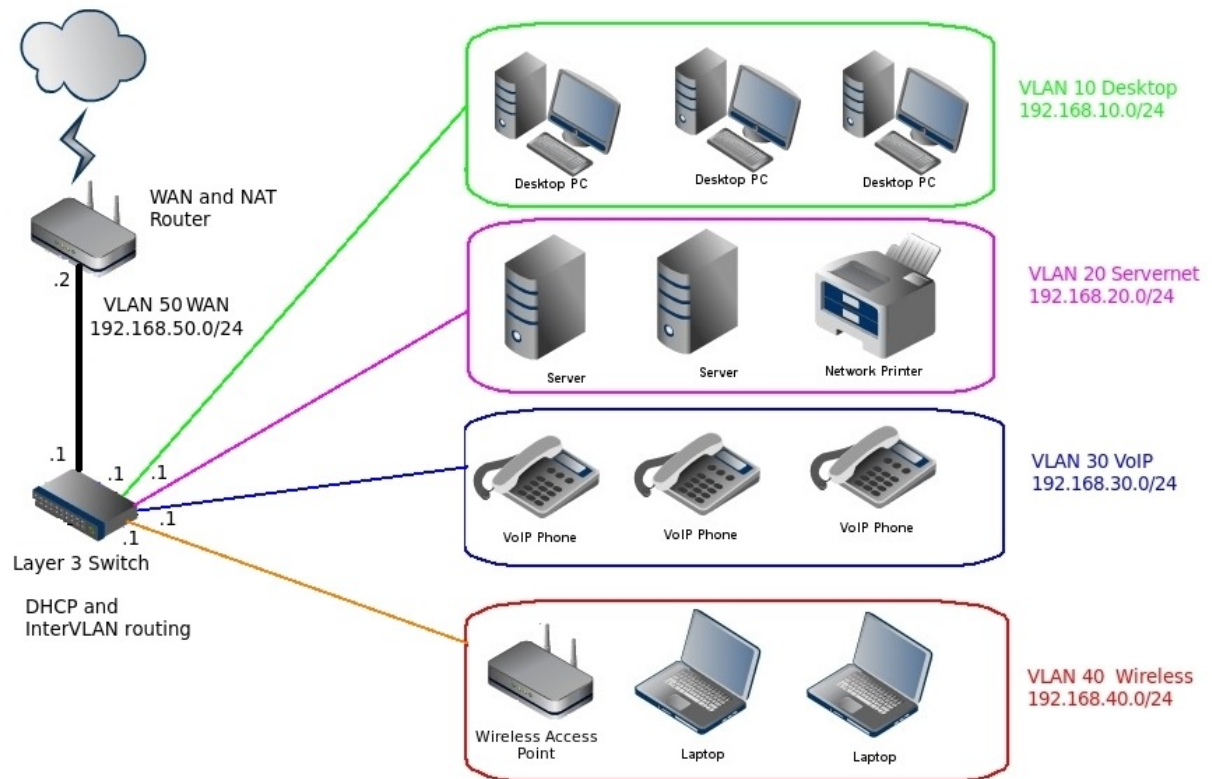 WAN and NAT
Router
.2
VLAN 50 WAN
192.168.50.0/24
.1
.1
.1
.1
.1
Layer 3 Switch
DHCP and
InterVLAN routing
Desktop PC
Desktop PC
Desktop PC
VLAN 10 Desktop
192.168.10.0/24
Server
Server
Network Printer
VLAN 20 Servernet
192.168.20.0/24
VoIP Phone
VoIP Phone
VoIP Phone
VLAN 30 VoIP
192.168.30.0/24
Wireless Access
Point
Laptop
Laptop
VLAN 40 Wireless
192.168.40.0/24